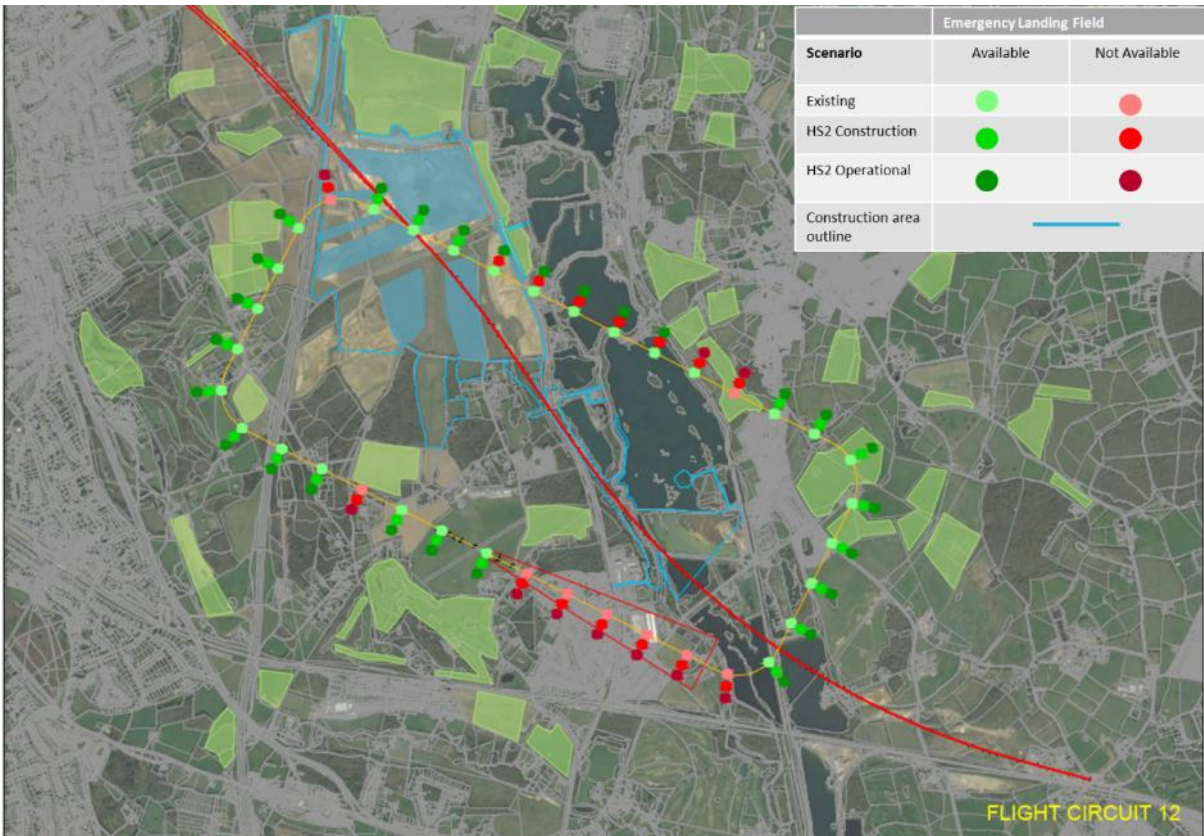 Emergency Landing Field
Scenario Available Not Available
Existing
HS2 Construction
HS2 Operational
Construction area
outline
FLIGHT CIRCUIT 12